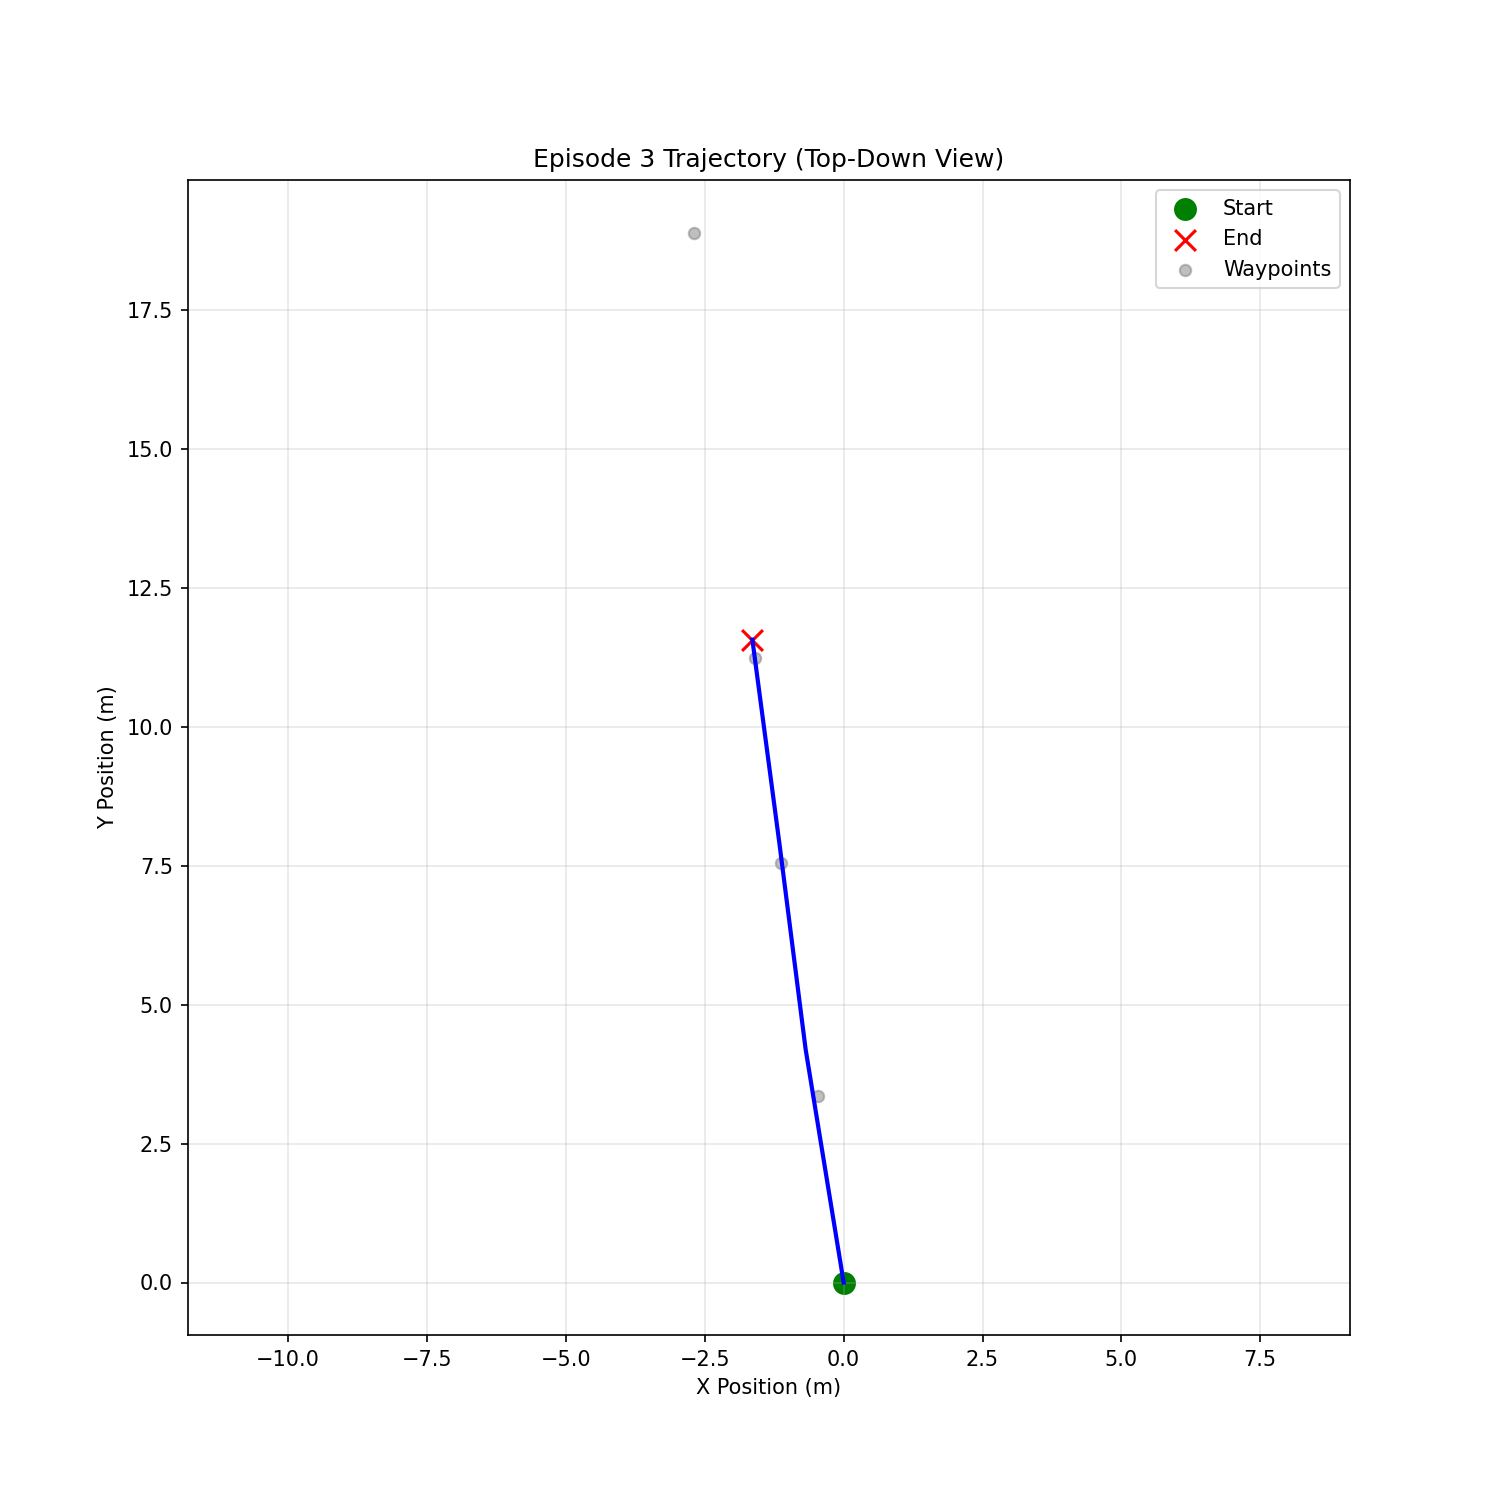 Episode 3 Trajectory (Top-Down View)
Start
End
Waypoints
17.5
15.0
12.5
10.0
7.5
5.0
2.5
0.0
Y Position (m)
−10.0 −7.5 −5.0 −2.5 0.0 2.5 5.0 7.5
X Position (m)